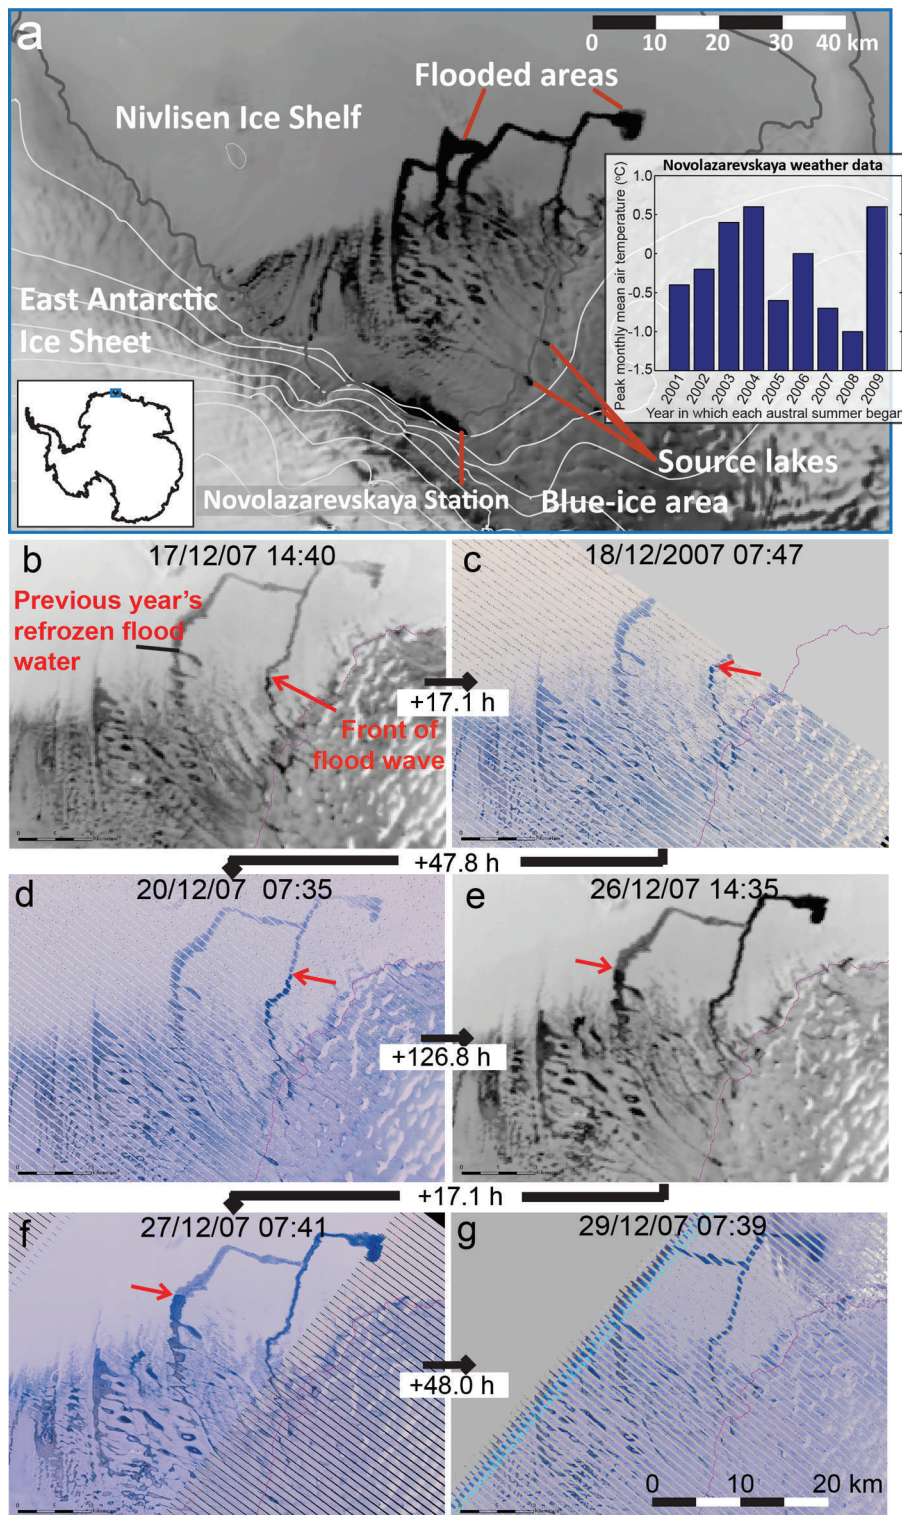 a
0 10 20 30 40 km
Flooded areas
Nivlisen Ice Shelf
Novolazarevskaya weather data
Peak monthly mean air temperature (°C)
1.0
0.5
0
-0.5
-1.0
-1.5
2001 2002 2003 2004 2005 2006 2007 2008 2009
Year in which each austral summer began
East Antarctic
Ice Sheet
Source lakes
Novolazarevskaya Station
Blue-ice area
b
17/12/07 14:40
Previous year's
refrozen flood
water
Front of
flood wave
+17.1 h
c
18/12/2007 07:47
+47.8 h
d
20/12/07 07:35
+126.8 h
e
26/12/07 14:35
+17.1 h
f
27/12/07 07:41
+48.0 h
g
29/12/07 07:39
0 10 20 km